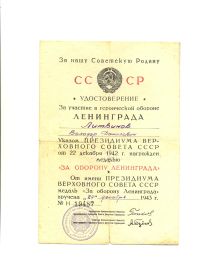 За нашу Советскую Родину
СССР
УДОСТОВЕРЕНИЕ
За участие в героической обороне
ЛЕНИНГРАДА
Литвинов
Указом ПРЕЗИДИУМА ВЕР-
ХОВНОГО СОВЕТА СССР
от 22 декабря 1942 г. награжден
медалью
«ЗА ОБОРОНУ ЛЕНИНГРАДА»
От имени ПРЕЗИДИУМА
ВЕРХОВНОГО СОВЕТА СССР
медаль «За оборону Ленинграда»
вручена 1943 г.
№ Н 19487